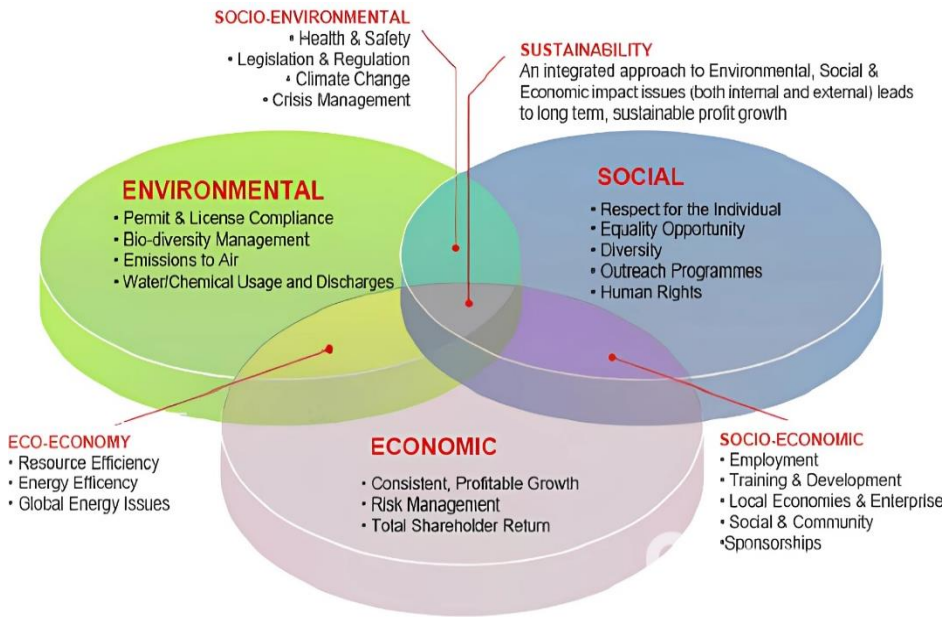 SOCIO-ENVIRONMENTAL
• Health & Safety
• Legislation & Regulation
• Climate Change
• Crisis Management
SUSTAINABILITY
An integrated approach to Environmental, Social &
Economic impact issues (both internal and external) leads
to long term, sustainable profit growth
ENVIRONMENTAL
• Permit & License Compliance
• Bio-diversity Management
• Emissions to Air
• Water/Chemical Usage and Discharges
SOCIAL
• Respect for the Individual
• Equality Opportunity
• Diversity
• Outreach Programmes
• Human Rights
ECO-ECONOMY
• Resource Efficiency
• Energy Efficency
• Global Energy Issues
ECONOMIC
• Consistent, Profitable Growth
• Risk Management
• Total Shareholder Return
SOCIO-ECONOMIC
• Employment
• Training & Development
• Local Economies & Enterprise
• Social & Community
•Sponsorships